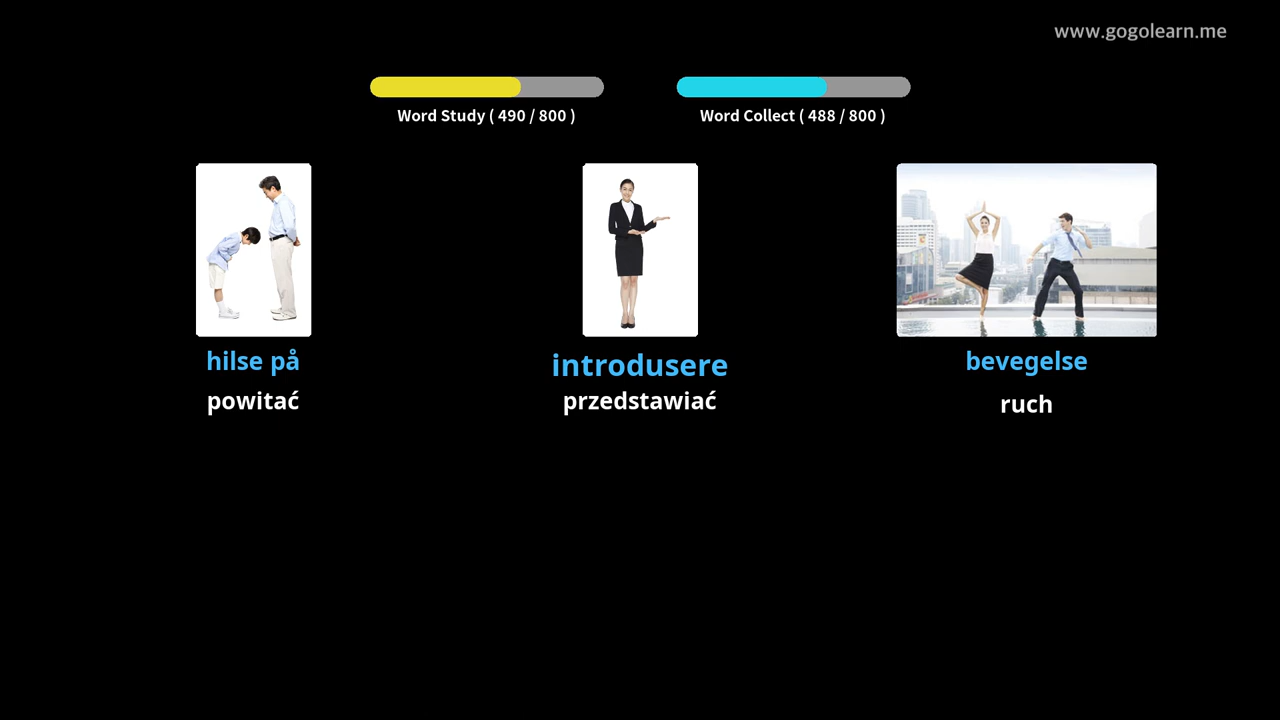 www.gogolearn.me
Word Study ( 490 / 800 )
Word Collect ( 488 / 800 )
hilse på
powitać
introdusere
przedstawiać
bevegelse
ruch